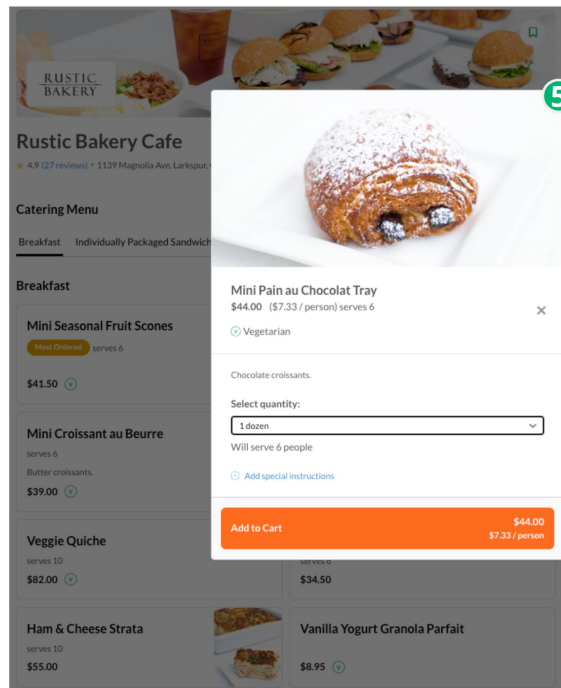 RUSTIC
BAKERY
5
Rustic Bakery Cafe
4.9 (27 reviews) • 1139 Magnolia Ave, Larkspur,
Catering Menu
Breakfast Individually Packaged Sandwich
Breakfast
Mini Seasonal Fruit Scones
Most Ordered serves 6
$41.50 V
Mini Croissant au Beurre
serves 6
Butter croissants.
$39.00 V
Veggie Quiche
serves 10
$82.00 V
Ham & Cheese Strata
serves 10
$55.00
Mini Pain au Chocolat Tray
$44.00 ($7.33 / person) serves 6
V Vegetarian
Chocolate croissants.
Select quantity:
1 dozen
Will serve 6 people
Add special instructions
Add to Cart $44.00
$7.33 / person
serves 6
$34.50
Vanilla Yogurt Granola Parfait
$8.95 V